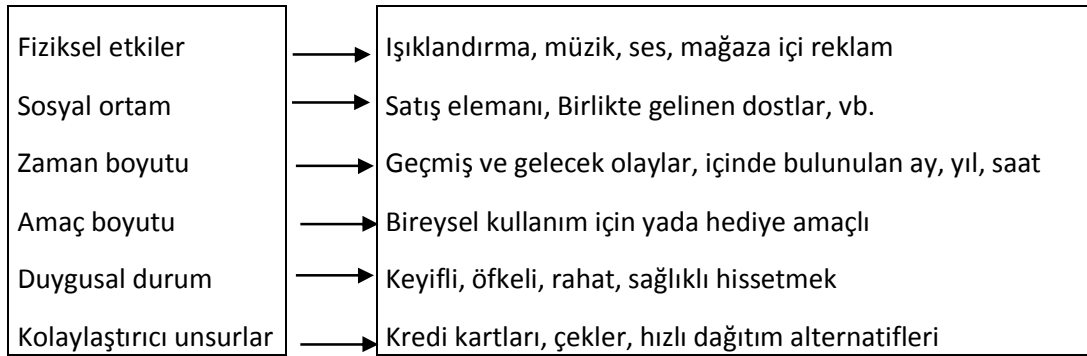 Fiziksel etkiler Işıklandırma, müzik, ses, mağaza içi reklam
Sosyal ortam Satış elemanı, Birlikte gelinen dostlar, vb.
Zaman boyutu Geçmiş ve gelecek olaylar, içinde bulunulan ay, yıl, saat
Amaç boyutu Bireysel kullanım için yada hediye amaçlı
Duygusal durum Keyifli, öfkeli, rahat, sağlıklı hissetmek
Kolaylaştırıcı unsurlar Kredi kartları, çekler, hızlı dağıtım alternatifleri